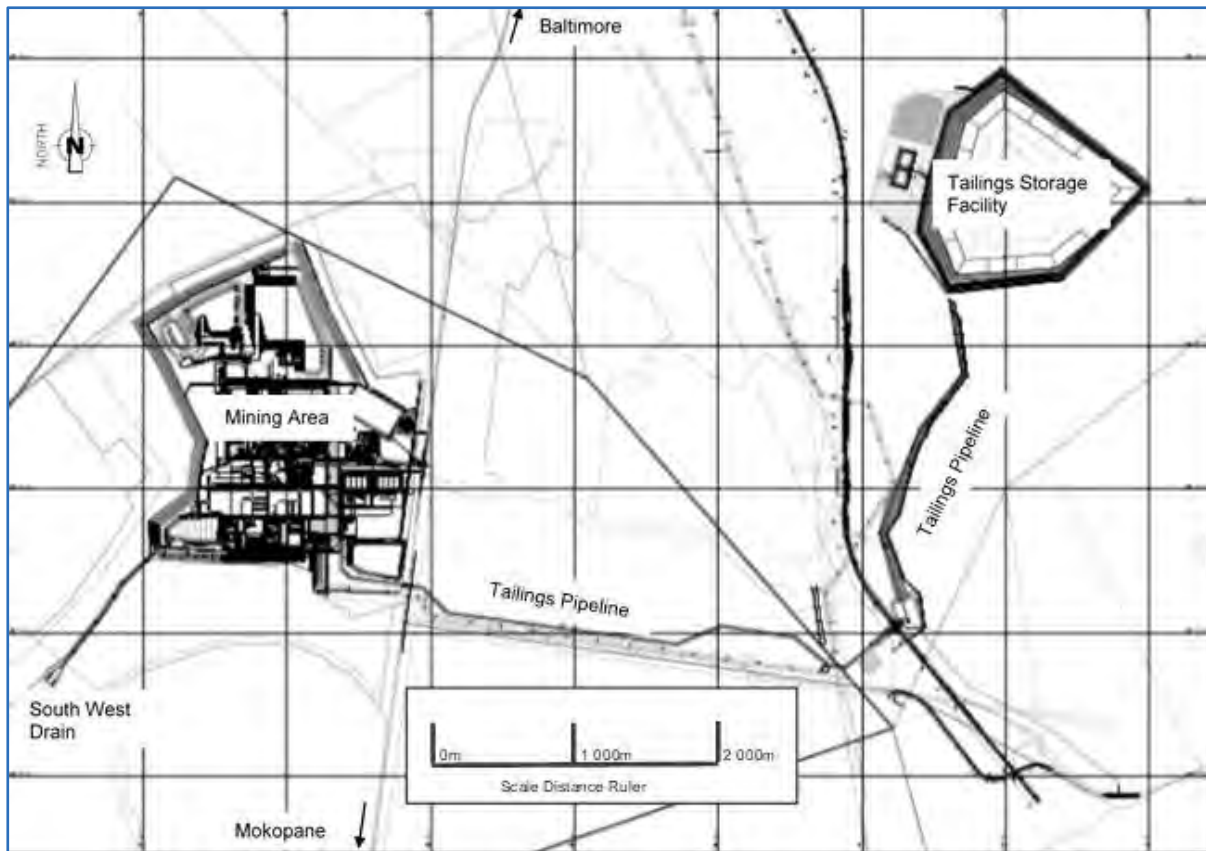 Baltimore
NORTH
N
Tailings Storage
Facility
Mining Area
Tailings Pipeline
Tailings Pipeline
South West
Drain
0m
1 000m
2 000m
Scale Distance Ruler
Mokopane